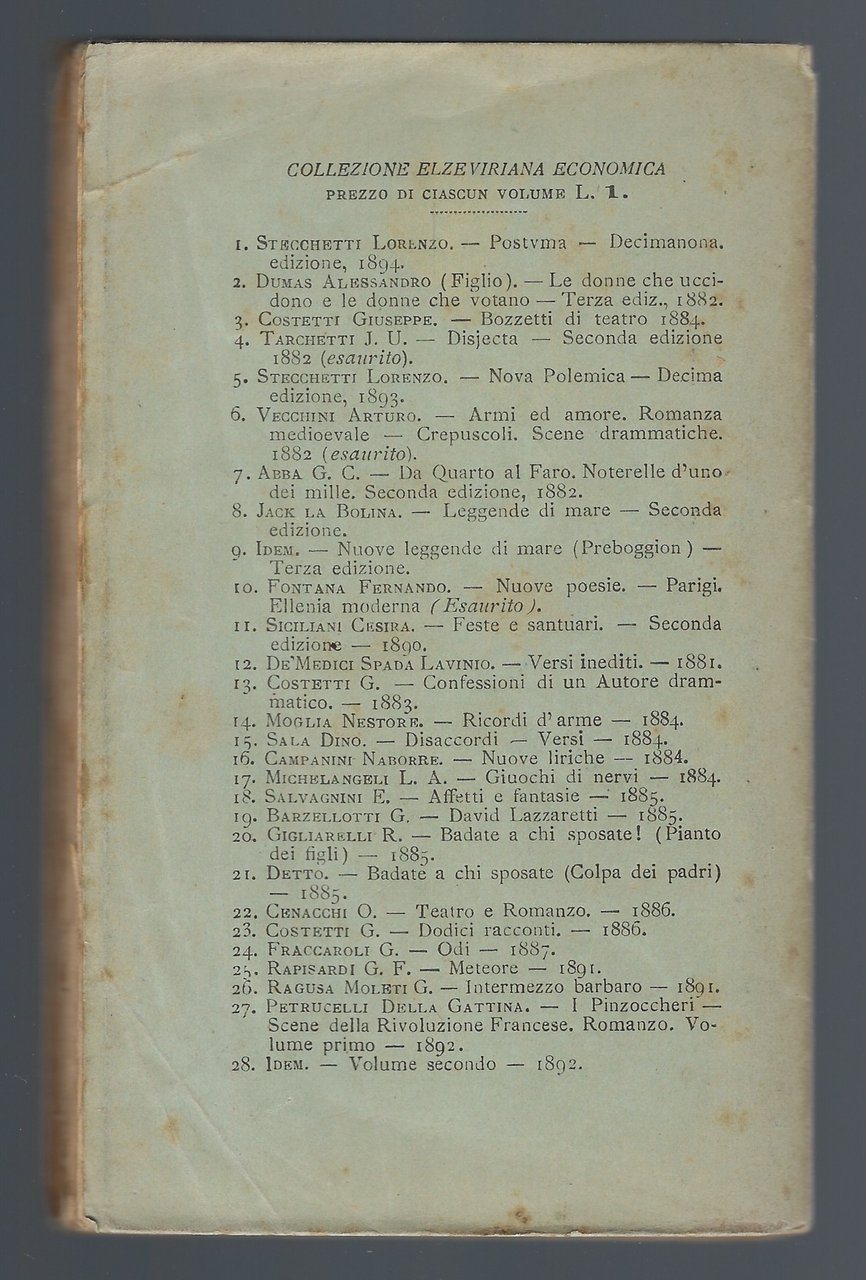 COLLEZIONE ELZEVIRIANA ECONOMICA
PREZZO DI CIASCUN VOLUME L. 1.
1. STECCHETTI LORENZO. — Postvma — Decimanona.
edizione, 1894.
2. DUMAS ALESSANDRO (Figlio). — Le donne che ucci-
dono e le donne che votano — Terza ediz., 1882.
3. COSTETTI GIUSEPPE. — Bozzetti di teatro 1884.
4. TARCHETTI J. U. — Disjecta — Seconda edizione
1882 (esaurito).
5. STECCHETTI LORENZO. — Nova Polemica — Decima
edizione, 1893.
6. VECCHINI ARTURO. — Armi ed amore. Romanza
medioevale — Crepuscoli. Scene drammatiche.
1882 (esaurito).
7. ABBA G. C. — Da Quarto al Faro. Noterelle d'uno
dei mille. Seconda edizione, 1882.
8. JACK LA BOLINA. — Leggende di mare — Seconda
edizione.
9. IDEM. — Nuove leggende di mare (Preboggion) —
Terza edizione.
10. FONTANA FERNANDO. — Nuove poesie. — Parigi.
Ellenia moderna (Esaurito).
11. SICILIANI CESIRA. — Feste e santuari. — Seconda
edizione — 1890.
12. DE'MEDICI SPADA LAVINIO. — Versi inediti. — 1881.
13. COSTETTI G. — Confessioni di un Autore dram-
matico. — 1883.
14. MOGLIA NESTORE. — Ricordi d'arme — 1884.
15. SALA DINO. — Disaccordi — Versi — 1884.
16. CAMPANINI NABORRE. — Nuove liriche — 1884.
17. MICHELANGELI L. A. — Giuochi di nervi — 1884.
18. SALVAGNINI E. — Affetti e fantasie — 1885.
19. BARZELLOTTI G. — David Lazzaretti — 1885.
20. GIGLIARELLI R. — Badate a chi sposate! (Pianto
dei figli) — 1885.
21. DETTO. — Badate a chi sposate (Colpa dei padri)
— 1885.
22. CENACCHI O. — Teatro e Romanzo. — 1886.
23. COSTETTI G. — Dodici racconti. — 1886.
24. FRACCAROLI G. — Odi — 1887.
25. RAPISARDI G. F. — Meteore — 1891.
26. RAGUSA MOLETI G. — Intermezzo barbaro — 1891.
27. PETRUCELLI DELLA GATTINA. — I Pinzoccheri —
Scene della Rivoluzione Francese. Romanzo. Vo-
lume primo — 1892.
28. IDEM. — Volume secondo — 1892.